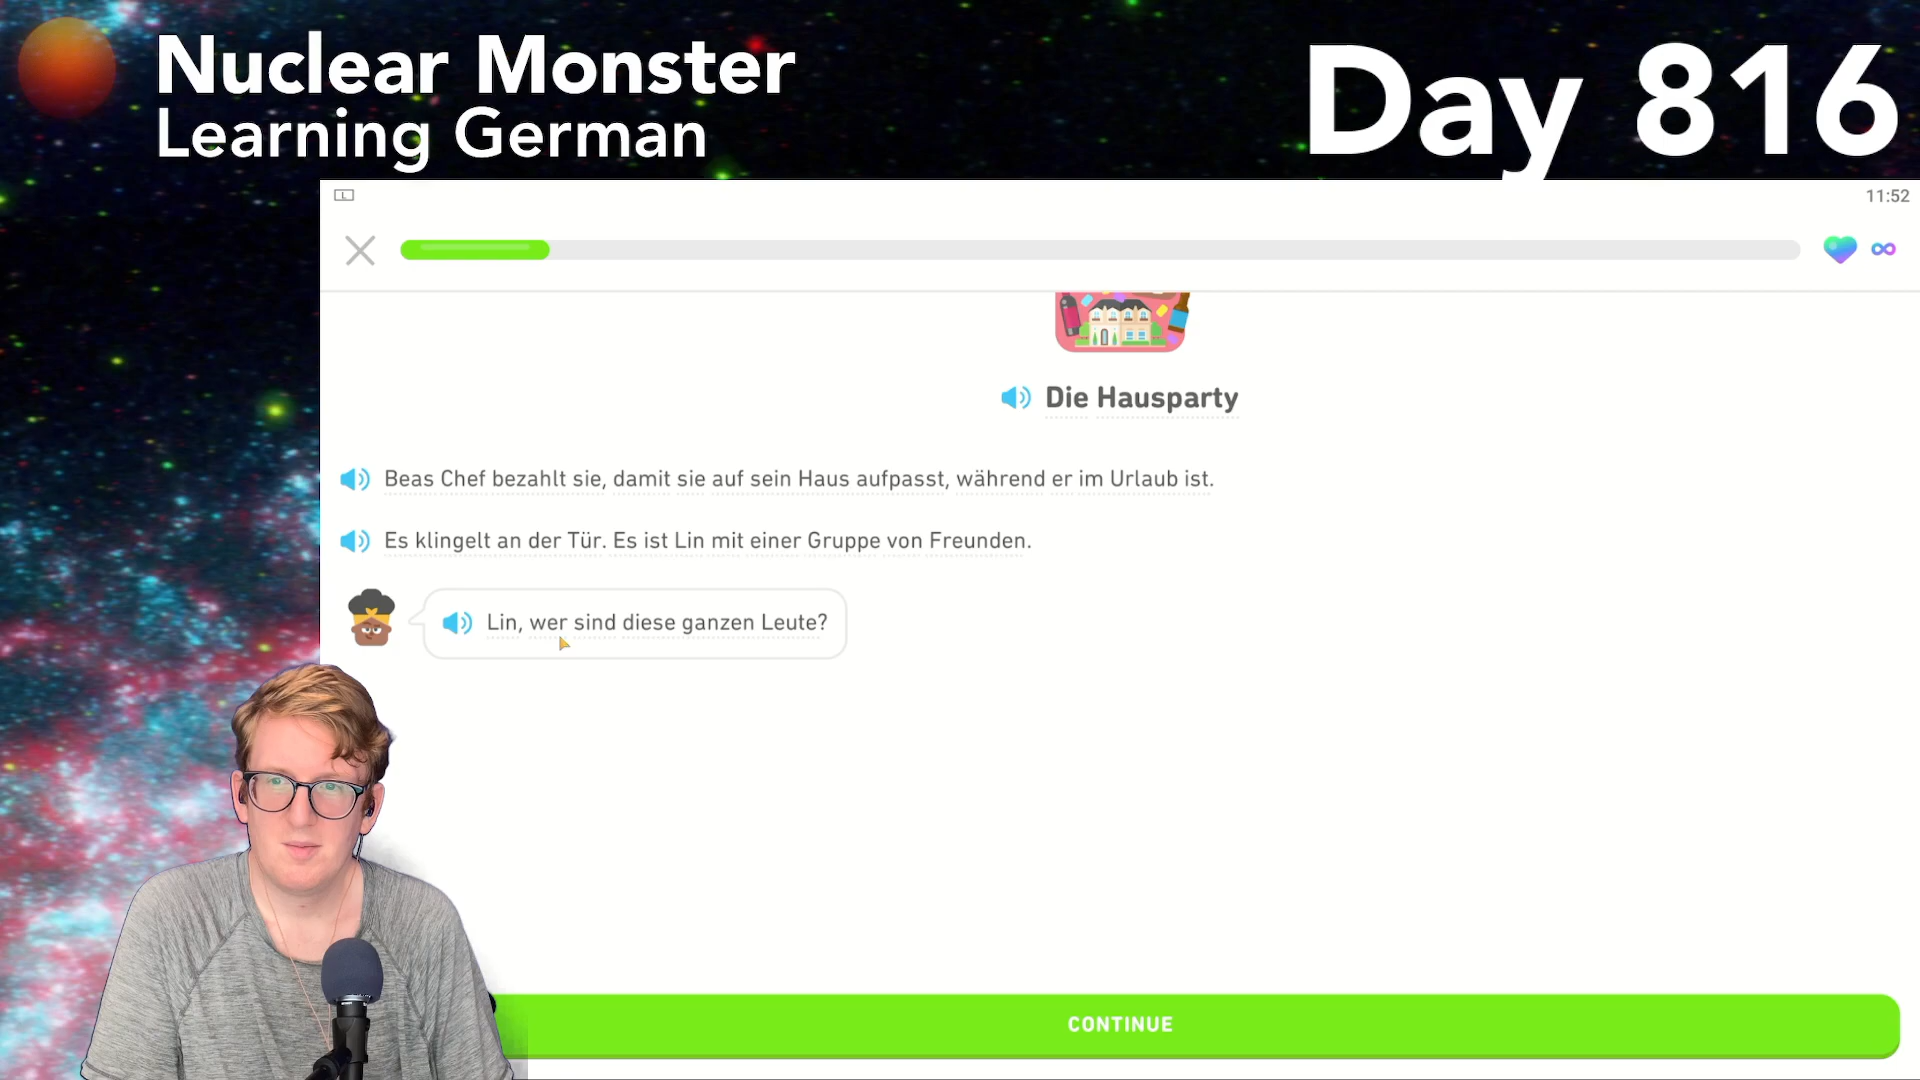 Nuclear Monster
Learning German
Day 816
L
11:52
Die Hausparty
Beas Chef bezahlt sie, damit sie auf sein Haus aufpasst, während er im Urlaub ist.
Es klingelt an der Tür. Es ist Lin mit einer Gruppe von Freunden.
Lin, wer sind diese ganzen Leute?
CONTINUE